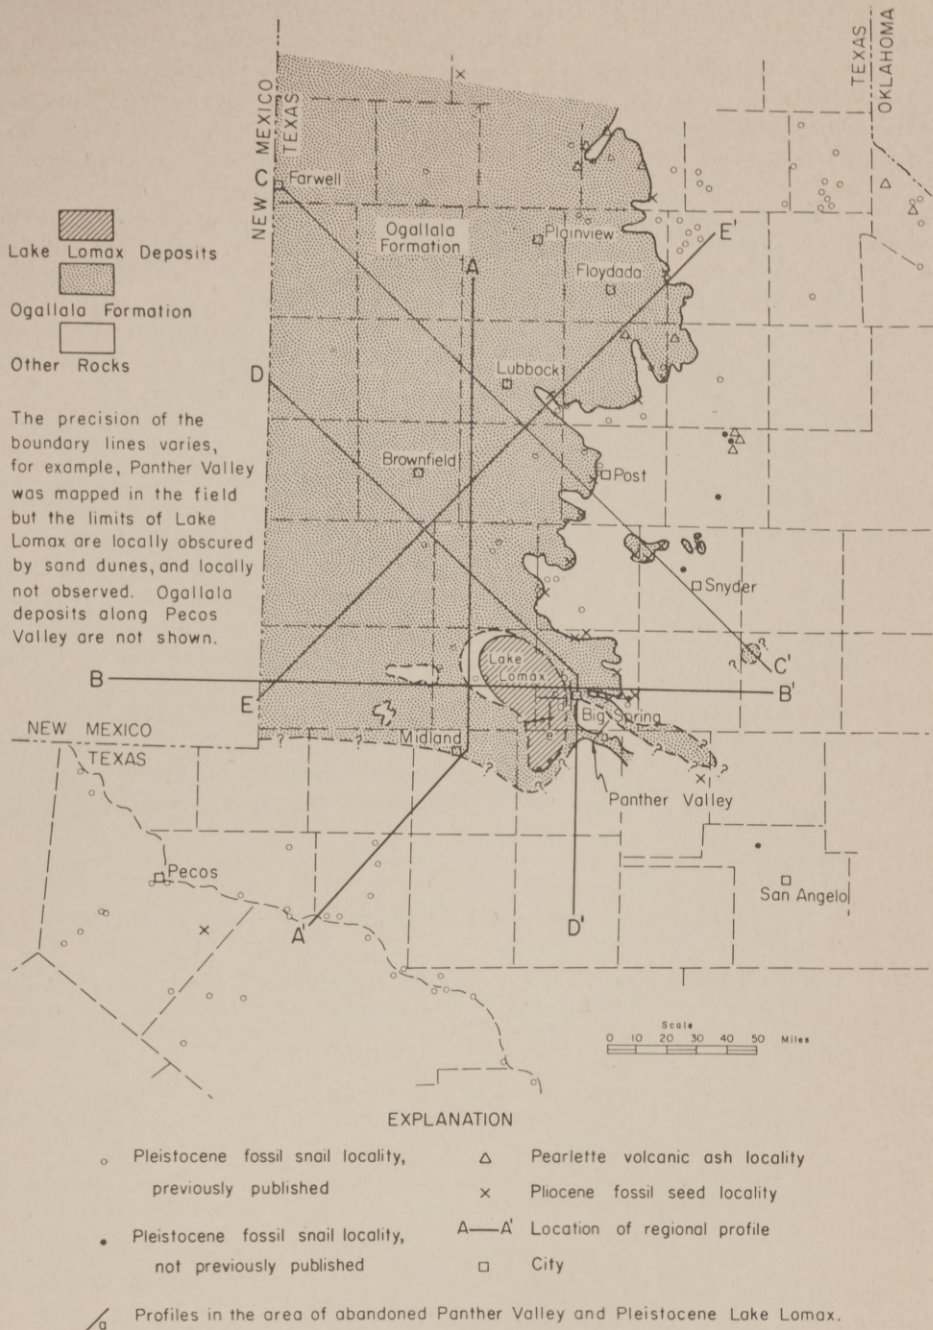 TEXAS
OKLAHOMA
NEW MEXICO
TEXAS
C
Farwell
Ogallala
Formation
Plainview
E'
A
Floydada
Lake Lomax Deposits
Ogallala Formation
Other Rocks
D
Lubbock
The precision of the
boundary lines varies,
for example, Panther Valley
was mapped in the field
but the limits of Lake
Lomax are locally obscured
by sand dunes, and locally
not observed. Ogallala
deposits along Pecos
Valley are not shown.
Brownfield
Post
Snyder
C'
B
Lake
Lomax
B'
E
Big Spring
NEW MEXICO
TEXAS
Midland
Panther Valley
Pecos
San Angelo
A'
D'
Scale
0 10 20 30 40 50 Miles
EXPLANATION
Pleistocene fossil snail locality,
previously published
Pearlette volcanic ash locality
Pliocene fossil seed locality
Pleistocene fossil snail locality,
not previously published
A—A' Location of regional profile
City
a Profiles in the area of abandoned Panther Valley and Pleistocene Lake Lomax.